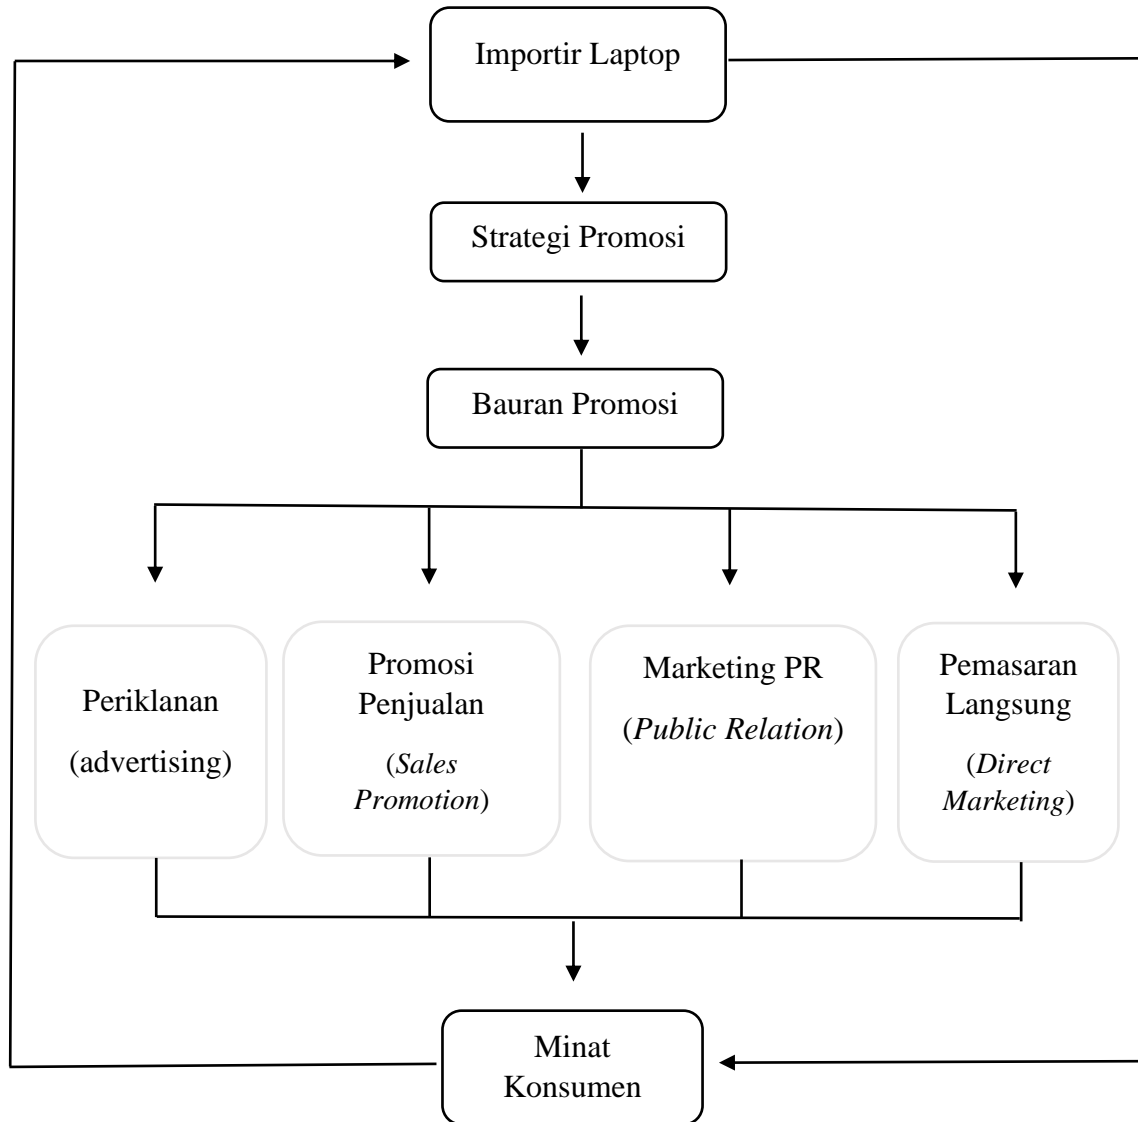 Importir Laptop
Strategi Promosi
Bauran Promosi
Periklanan
(advertising)
Promosi
Penjualan
(Sales
Promotion)
Marketing PR
(Public Relation)
Pemasaran
Langsung
(Direct
Marketing)
Minat
Konsumen